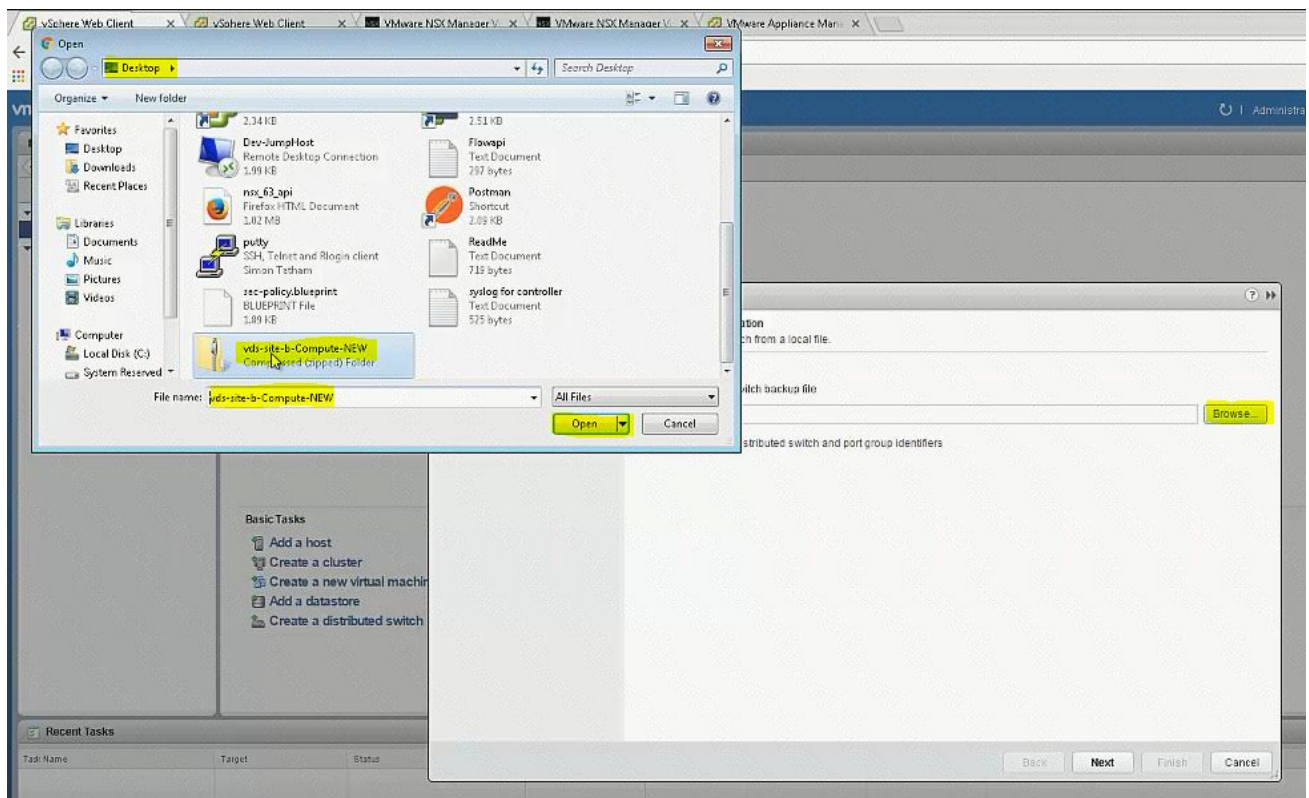 vSphere Web Client
vSphere Web Client
VMware NSX Manager V
VMware NSX Manager V
VMware Appliance Man
Open
Desktop
Search Desktop
Organize
New folder
Administra
Favorites
Desktop
Downloads
Recent Places
Libraries
Documents
Music
Pictures
Videos
Computer
Local Disk (C:)
System Reserved
2.34 KB
2.51 KB
Dev-JumpHost
Remote Desktop Connection
1.99 KB
Flowapi
Text Document
297 bytes
nsx_63_api
Firefox HTML Document
1.02 MB
Postman
Shortcut
2.09 KB
putty
SSH, Telnet and Rlogin client
Simon Tatham
ReadMe
Text Document
719 bytes
sec-policy.blueprint
BLUEPRINT File
1.89 KB
syslog for controller
Text Document
525 bytes
vds-site-b-Compute-NEW
Compressed (zipped) Folder
File name: vds-site-b-Compute-NEW
All Files
Open
Cancel
ation
ch from a local file.
witch backup file
Browse...
stributed switch and port group identifiers
Basic Tasks
Add a host
Create a cluster
Create a new virtual machin
Add a datastore
Create a distributed switch
Recent Tasks
Task Name
Target
Status
Back
Next
Finish
Cancel